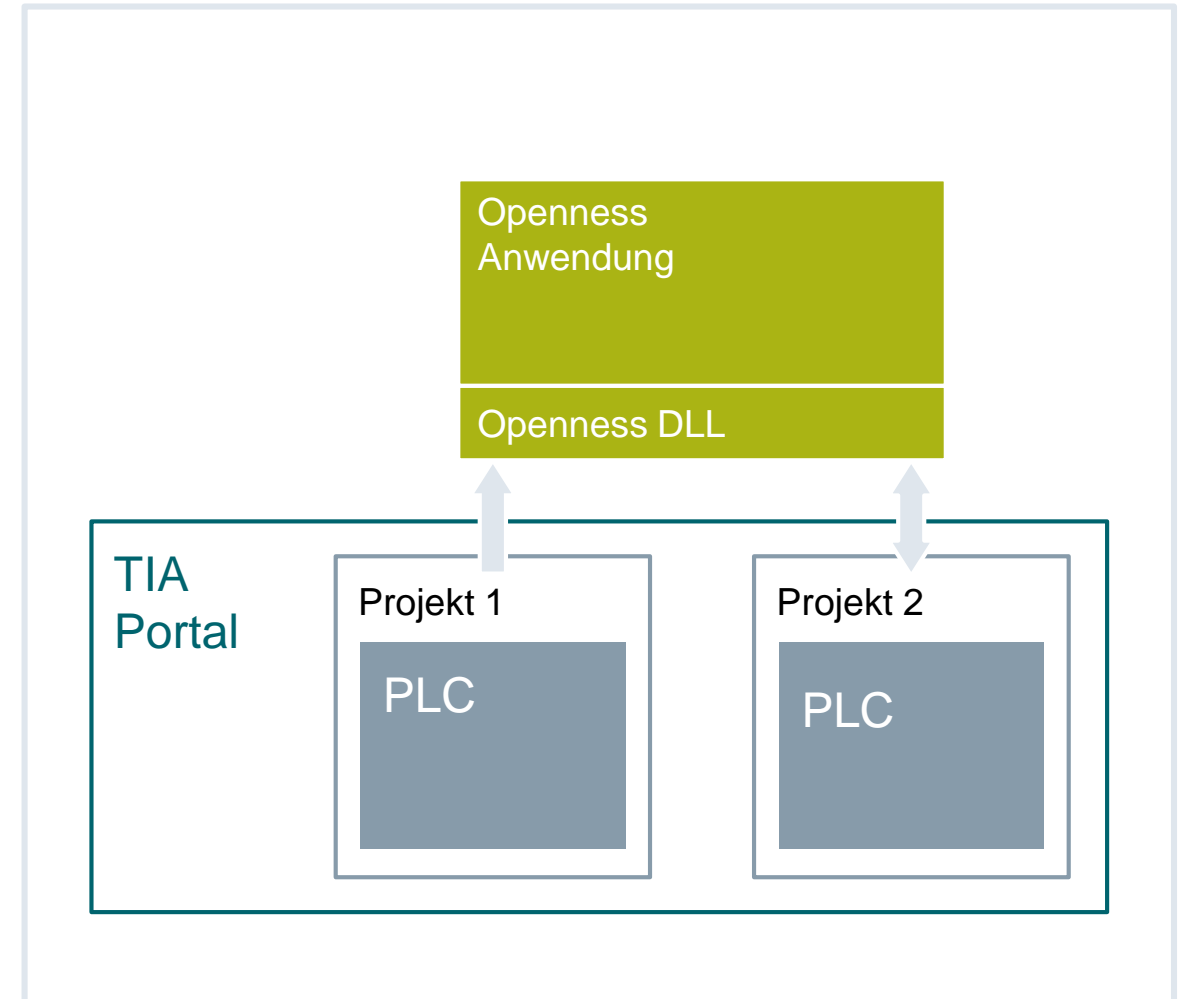 Openness
Anwendung
Openness DLL
TIA
Portal
Projekt 1
PLC
Projekt 2
PLC